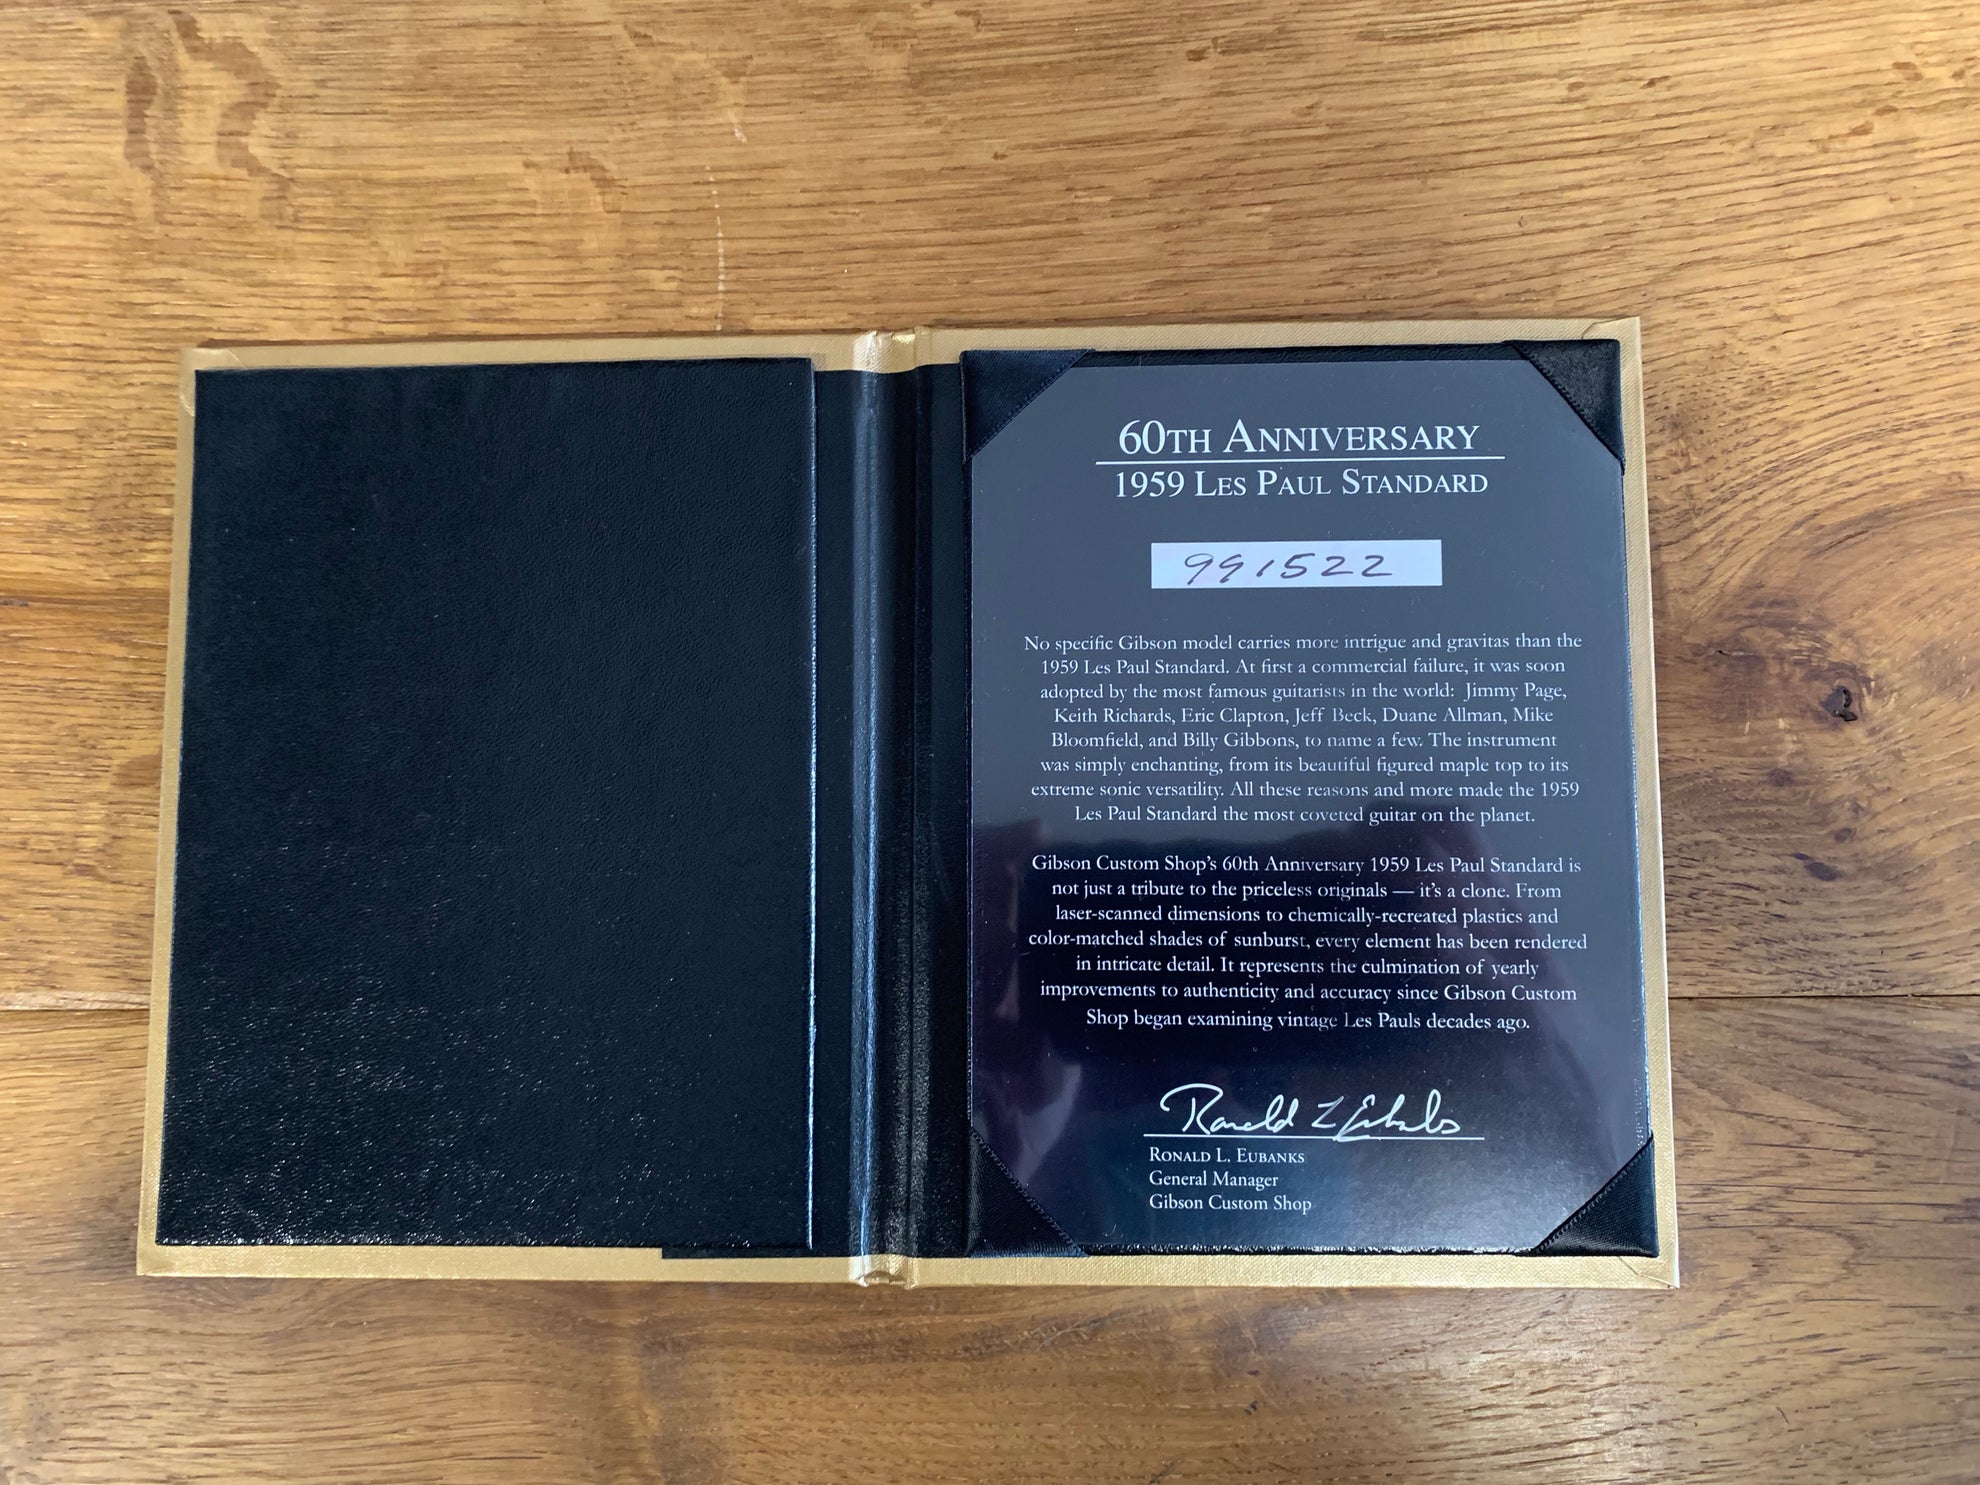 60TH ANNIVERSARY
1959 LES PAUL STANDARD
991522
No specific Gibson model carries more intrigue and gravitas than the
1959 Les Paul Standard. At first a commercial failure, it was soon
adopted by the most famous guitarists in the world: Jimmy Page,
Keith Richards, Eric Clapton, Jeff Beck, Duane Allman, Mike
Bloomfield, and Billy Gibbons, to name a few. The instrument
was simply enchanting, from its beautiful figured maple top to its
extreme sonic versatility. All these reasons and more made the 1959
Les Paul Standard the most coveted guitar on the planet.
Gibson Custom Shop's 60th Anniversary 1959 Les Paul Standard is
not just a tribute to the priceless originals — it's a clone. From
laser-scanned dimensions to chemically-recreated plastics and
color-matched shades of sunburst, every element has been rendered
in intricate detail. It represents the culmination of yearly
improvements to authenticity and accuracy since Gibson Custom
Shop began examining vintage Les Pauls decades ago.
Ronald L Eubanks
RONALD L. EUBANKS
General Manager
Gibson Custom Shop